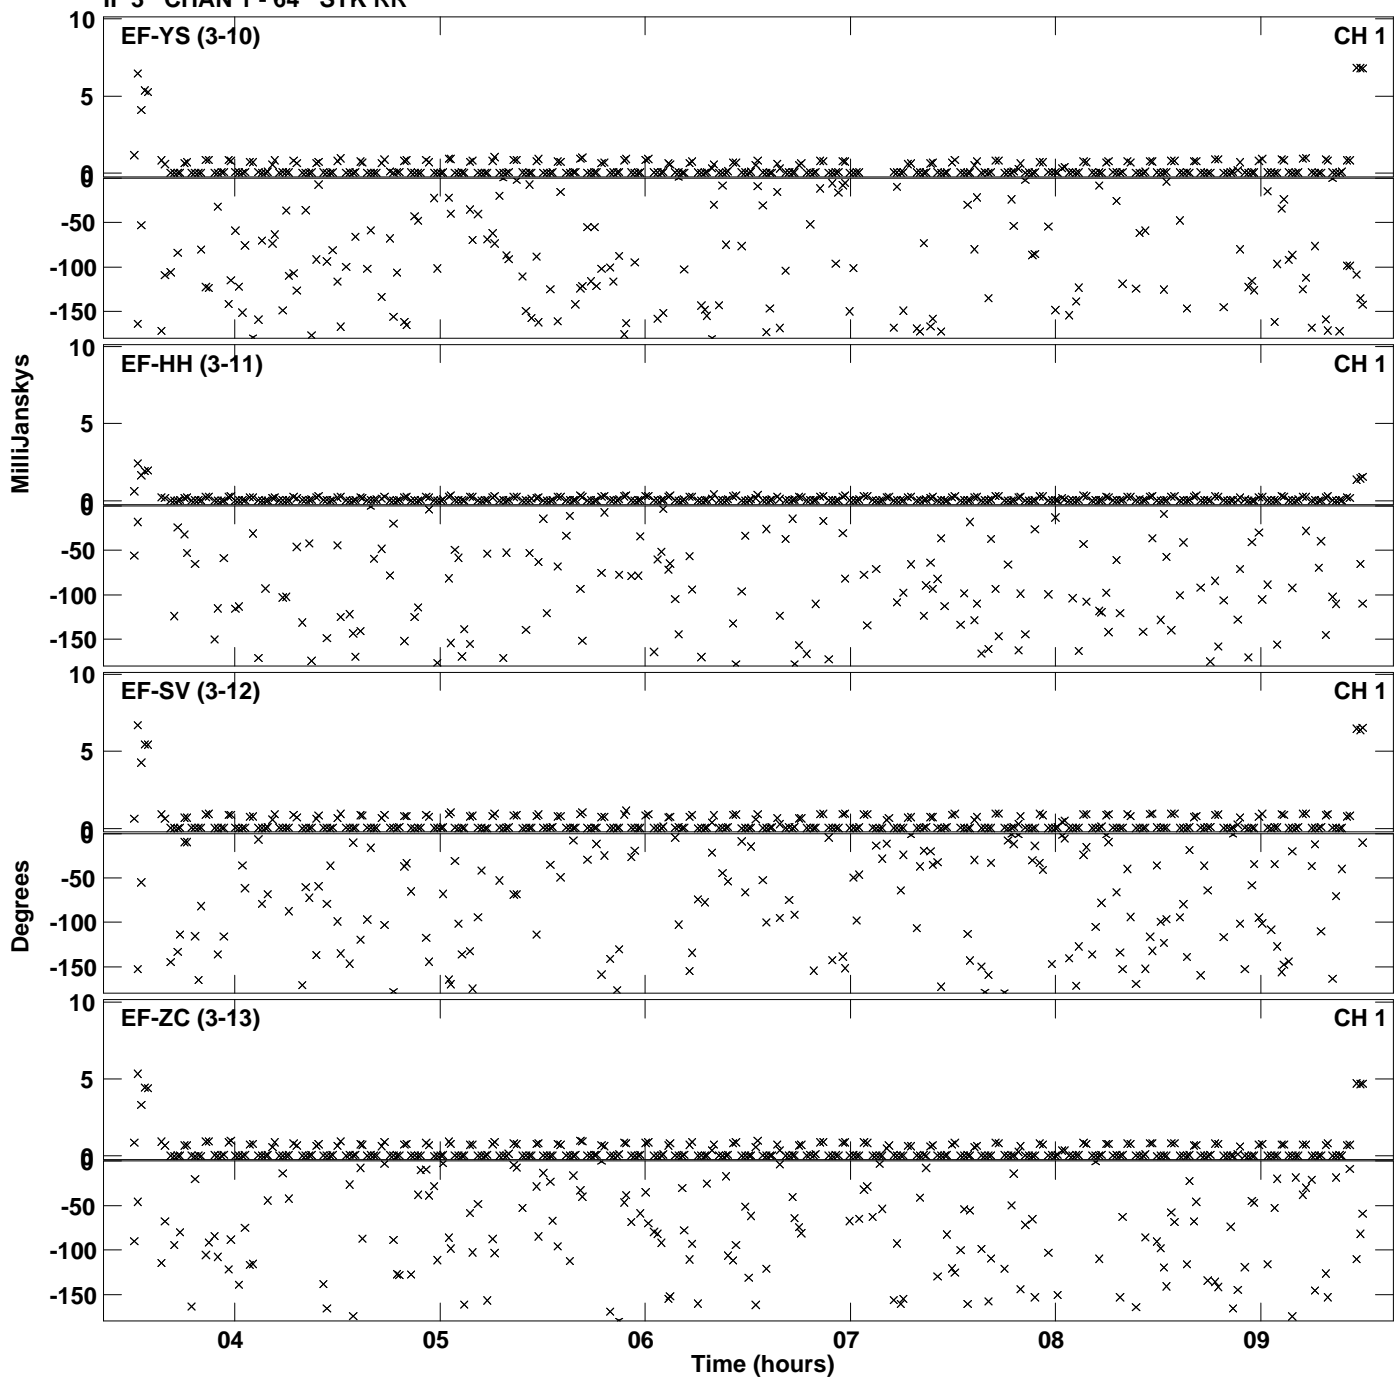 IF 3 CHAN 1 - 64 STK RR
10
EF-YS (3-10)
CH 1
5
0
0
-50
-100
-150
10
EF-HH (3-11)
CH 1
5
0
0
-50
-100
-150
10
EF-SV (3-12)
CH 1
5
0
0
-50
-100
-150
10
EF-ZC (3-13)
CH 1
5
0
0
-50
-100
-150
MilliJanskys
Degrees
04 05 06 07 08 09
Time (hours)